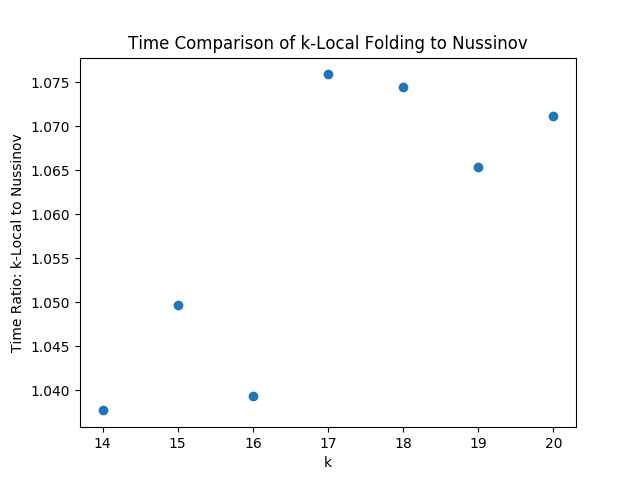 Time Comparison of k-Local Folding to Nussinov
Time Ratio: k-Local to Nussinov
1.075
1.070
1.065
1.060
1.055
1.050
1.045
1.040
14 15 16 17 18 19 20
k